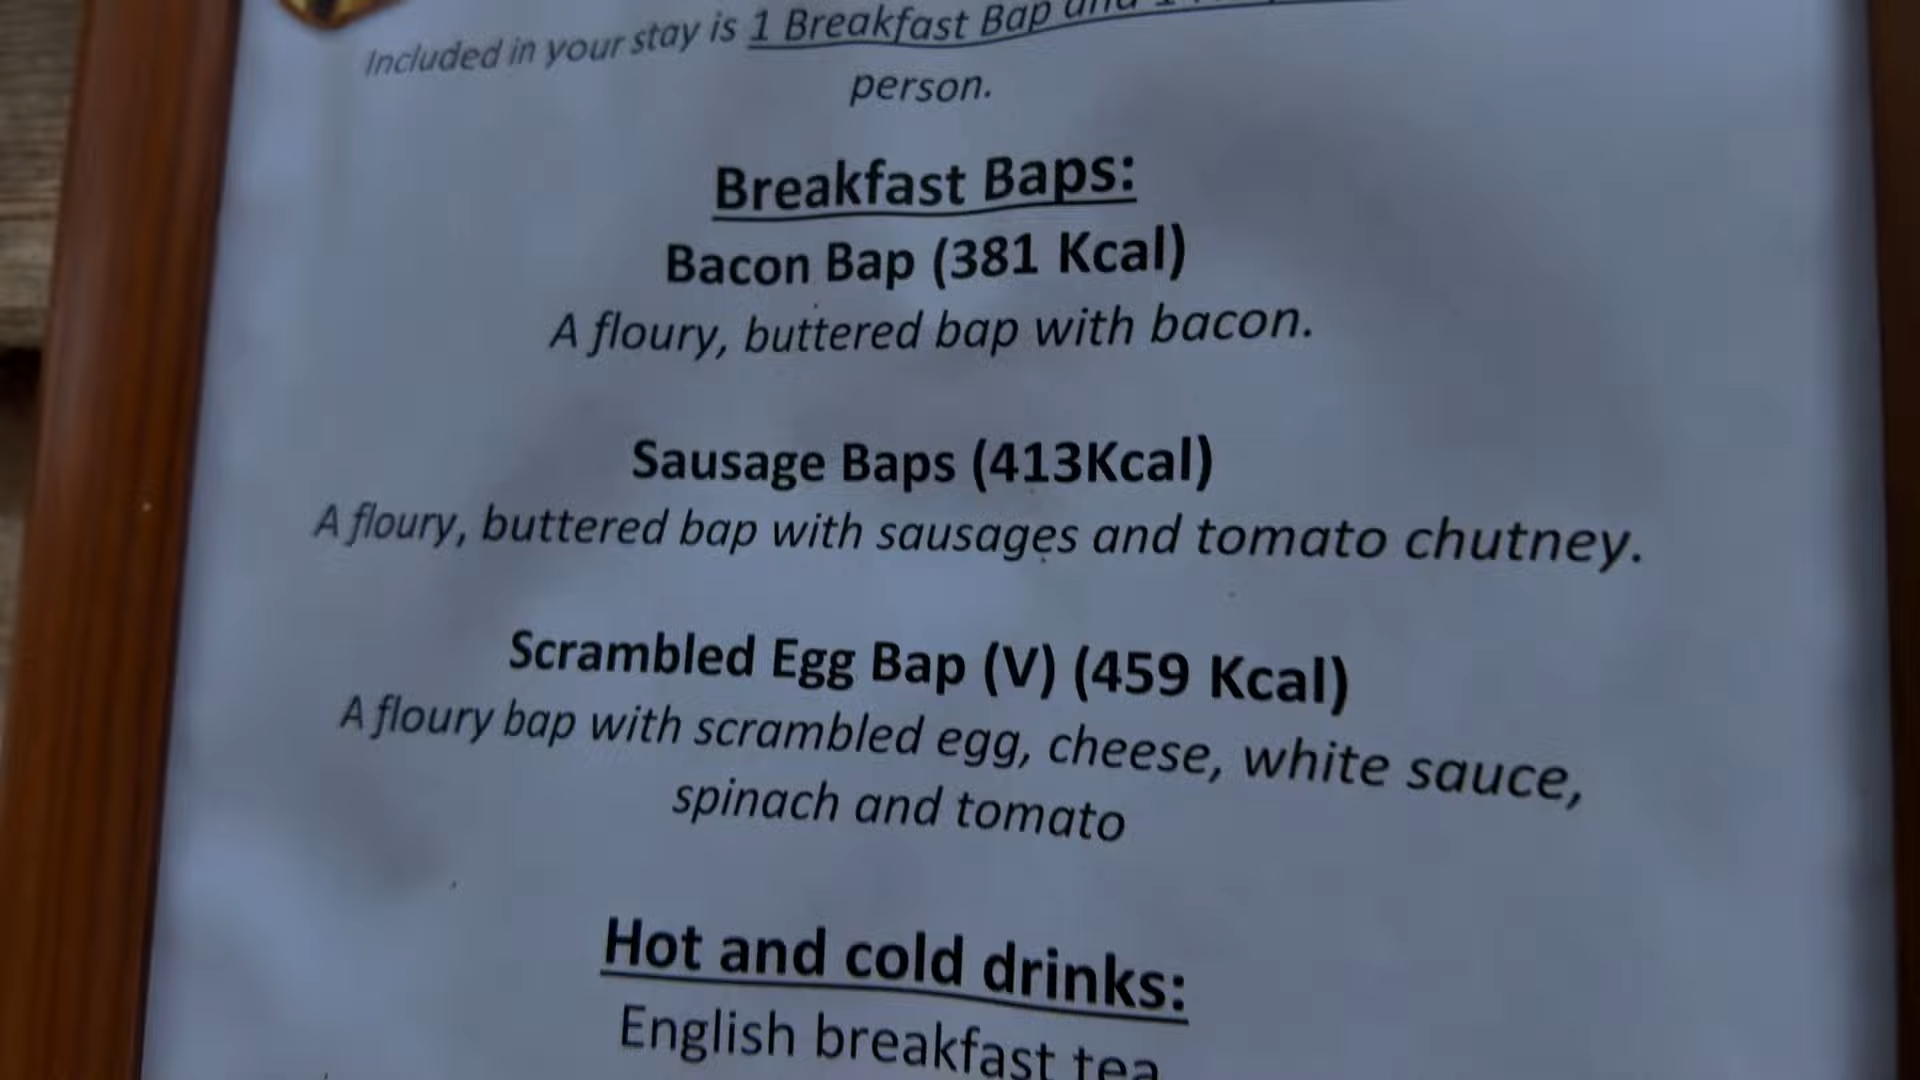 Included in your stay is 1 Breakfast Bap and 1
person.
Breakfast Baps:
Bacon Bap (381 Kcal)
A floury, buttered bap with bacon.
Sausage Baps (413Kcal)
A floury, buttered bap with sausages and tomato chutney.
Scrambled Egg Bap (V) (459 Kcal)
A floury bap with scrambled egg, cheese, white sauce,
spinach and tomato
Hot and cold drinks:
English breakfast tea